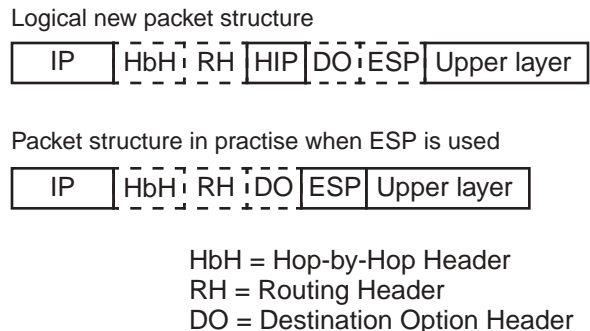 Logical new packet structure
IP HbH RH HIP DO ESP Upper layer
Packet structure in practise when ESP is used
IP HbH RH DO ESP Upper layer
HbH = Hop-by-Hop Header
RH = Routing Header
DO = Destination Option Header